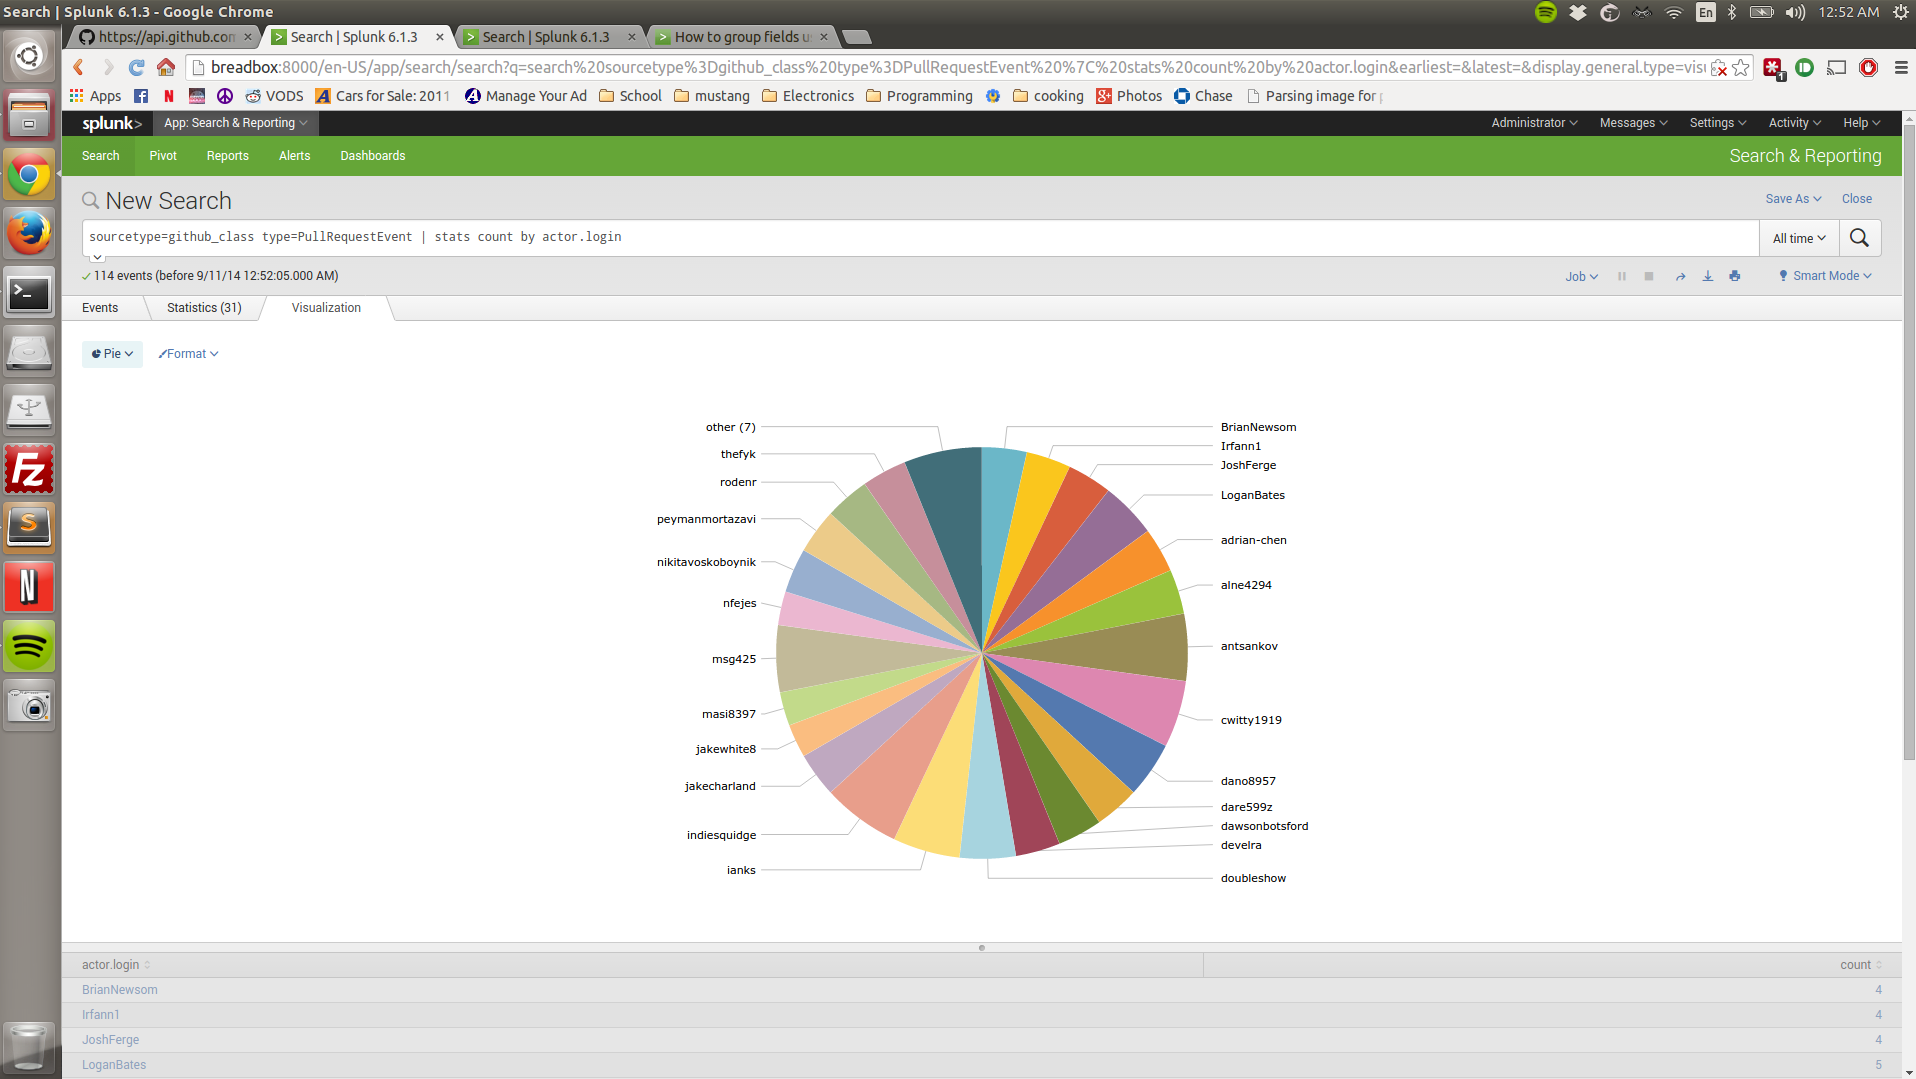 Search | Splunk 6.1.3 - Google Chrome
En
12:52 AM
https://api.github.com
Search | Splunk 6.1.3
Search | Splunk 6.1.3
How to group fields u
breadbox:8000/en-US/app/search/search?q=search%20sourcetype%3Dgithub_class%20type%3DPullRequestEvent%20%7C%20stats%20count%20by%20actor.login&earliest=&latest=&display.general.type=visu
1
Apps
VODS
Cars for Sale: 2011
Manage Your Ad
School
mustang
Electronics
Programming
cooking
Photos
Chase
Parsing image for p
splunk>
App: Search & Reporting
Administrator
Messages
Settings
Activity
Help
Search
Pivot
Reports
Alerts
Dashboards
Search & Reporting
New Search
Save As
Close
sourcetype=github_class type=PullRequestEvent | stats count by actor.login
All time
114 events (before 9/11/14 12:52:05.000 AM)
Job
Smart Mode
Events
Statistics (31)
Visualization
Pie
Format
other (7)
thefyk
rodenr
peymanmortazavi
nikitavoskoboynik
nfejes
msg425
masi8397
jakewhite8
jakecharland
indiesquidge
ianks
BrianNewsom
Irfann1
JoshFerge
LoganBates
adrian-chen
alne4294
antsankov
cwitty1919
dano8957
dare599z
dawsonbotsford
develra
doubleshow
actor.login
count
BrianNewsom
4
Irfann1
4
JoshFerge
4
LoganBates
5